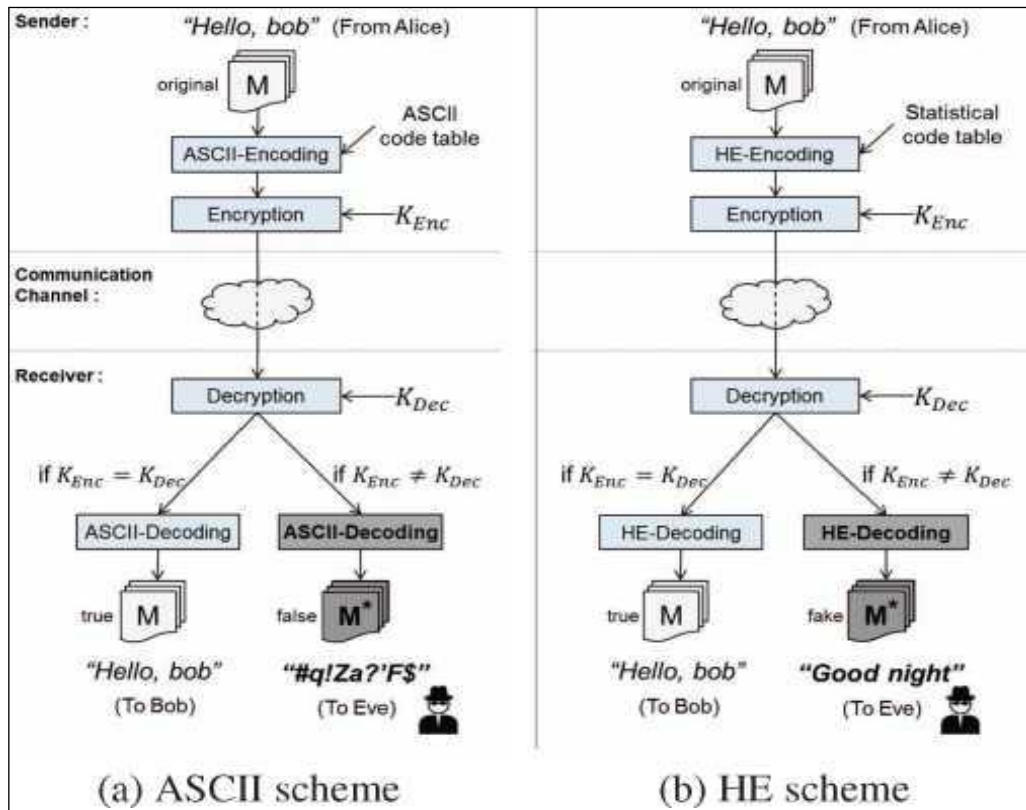 Sender :
"Hello, bob" (From Alice)
original M
ASCII
code table
ASCII-Encoding
Encryption
K_Enc
Communication
Channel :
Receiver :
Decryption
K_Dec
if K_Enc = K_Dec
if K_Enc ≠ K_Dec
ASCII-Decoding
ASCII-Decoding
true M
false M*
"Hello, bob"
"#q!Za?'F$"
(To Bob)
(To Eve)
(a) ASCII scheme
"Hello, bob" (From Alice)
original M
Statistical
code table
HE-Encoding
Encryption
K_Enc
Decryption
K_Dec
if K_Enc = K_Dec
if K_Enc ≠ K_Dec
HE-Decoding
HE-Decoding
true M
fake M*
"Hello, bob"
"Good night"
(To Bob)
(To Eve)
(b) HE scheme